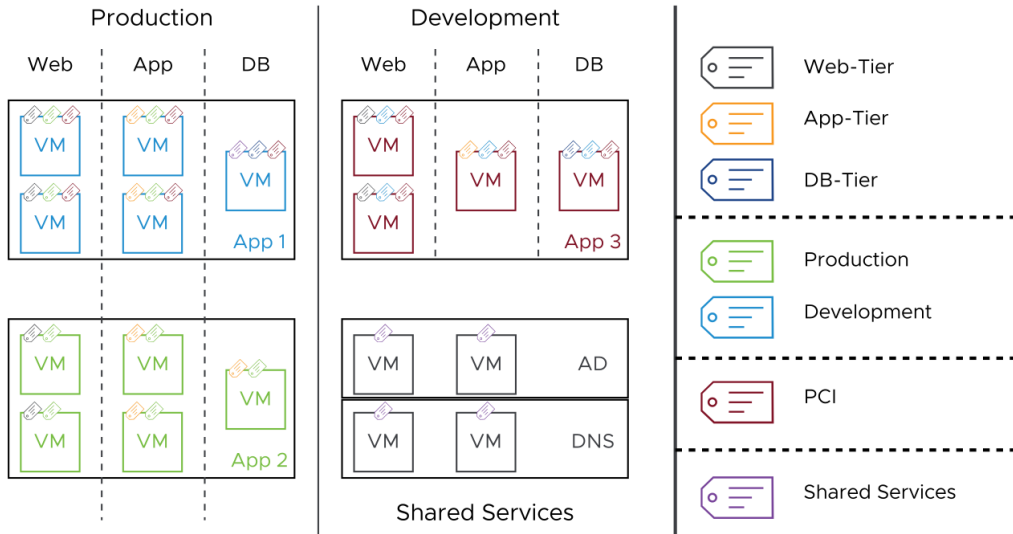 Production
Development
Web
App
DB
Web
App
DB
VM
VM
VM
VM
VM
App 1
VM
VM
VM
VM
App 3
VM
VM
VM
VM
VM
App 2
VM
VM
AD
VM
VM
DNS
Shared Services
Web-Tier
App-Tier
DB-Tier
Production
Development
PCI
Shared Services